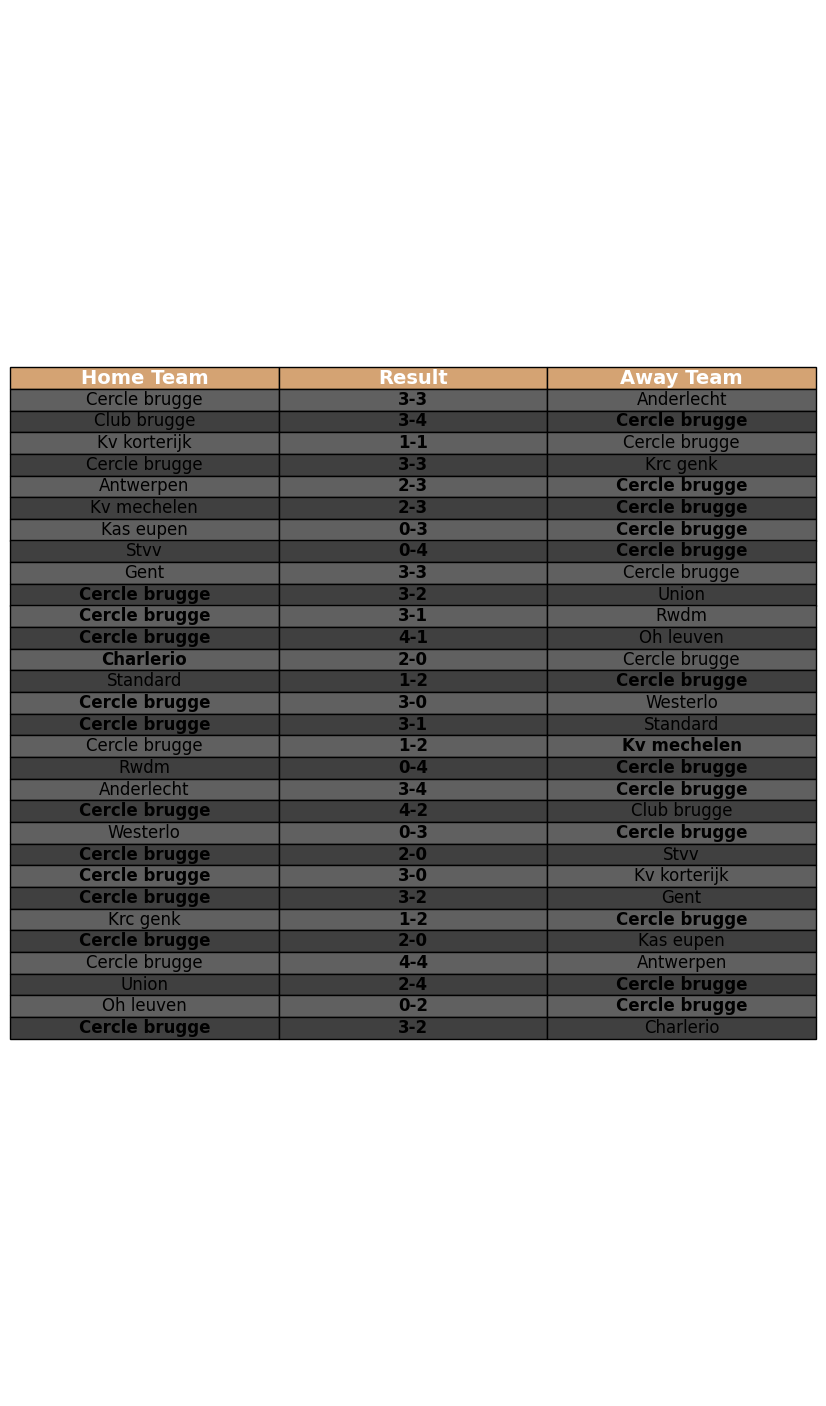 Home Team Result Away Team
Cercle brugge 3-3 Anderlecht
Club brugge 3-4 Cercle brugge
Kv korterijk 1-1 Cercle brugge
Cercle brugge 3-3 Krc genk
Antwerpen 2-3 Cercle brugge
Kv mechelen 2-3 Cercle brugge
Kas eupen 0-3 Cercle brugge
Stvv 0-4 Cercle brugge
Gent 3-3 Cercle brugge
Cercle brugge 3-2 Union
Cercle brugge 3-1 Rwdm
Cercle brugge 4-1 Oh leuven
Charlerio 2-0 Cercle brugge
Standard 1-2 Cercle brugge
Cercle brugge 3-0 Westerlo
Cercle brugge 3-1 Standard
Cercle brugge 1-2 Kv mechelen
Rwdm 0-4 Cercle brugge
Anderlecht 3-4 Cercle brugge
Cercle brugge 4-2 Club brugge
Westerlo 0-3 Cercle brugge
Cercle brugge 2-0 Stvv
Cercle brugge 3-0 Kv korterijk
Cercle brugge 3-2 Gent
Krc genk 1-2 Cercle brugge
Cercle brugge 2-0 Kas eupen
Cercle brugge 4-4 Antwerpen
Union 2-4 Cercle brugge
Oh leuven 0-2 Cercle brugge
Cercle brugge 3-2 Charlerio